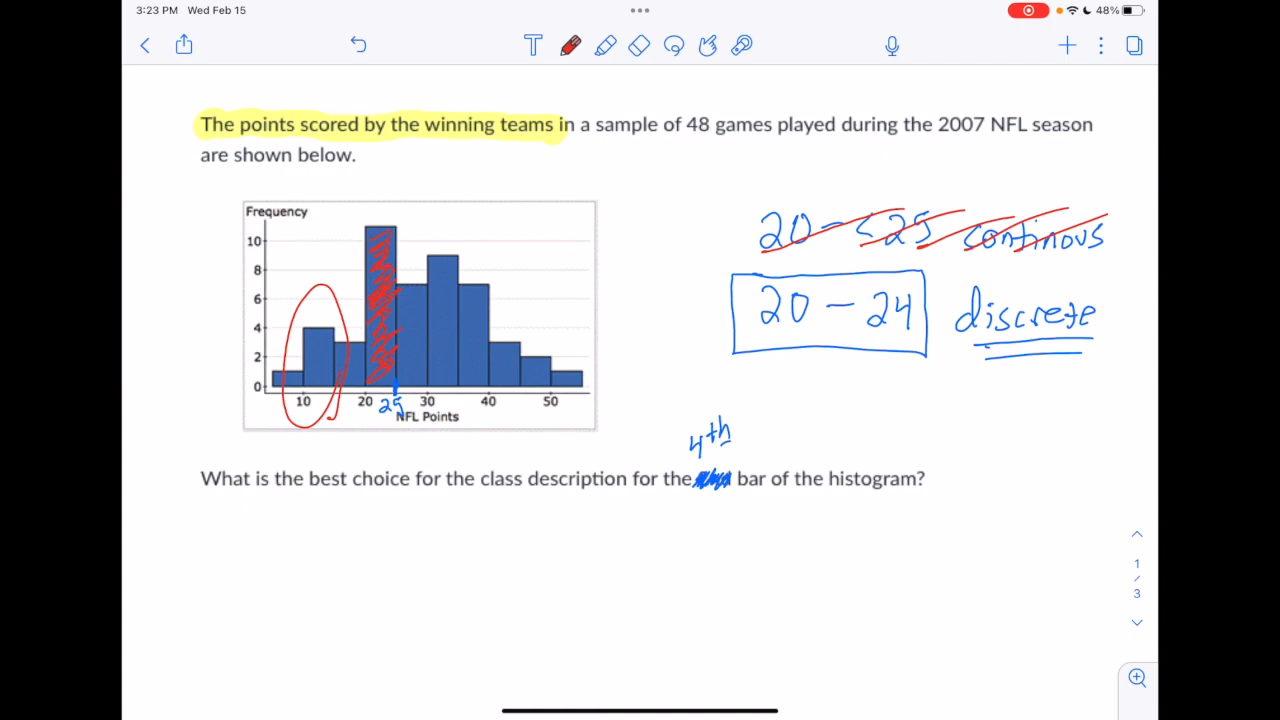 3:23 PM Wed Feb 15
48%
T
The points scored by the winning teams in a sample of 48 games played during the 2007 NFL season
are shown below.
Frequency
10
8
6
4
2
0
10 20 25 30 40 50
NFL Points
20 - < 25 continous
20 - 24 discrete
4th
What is the best choice for the class description for the bar of the histogram?
1
/
3